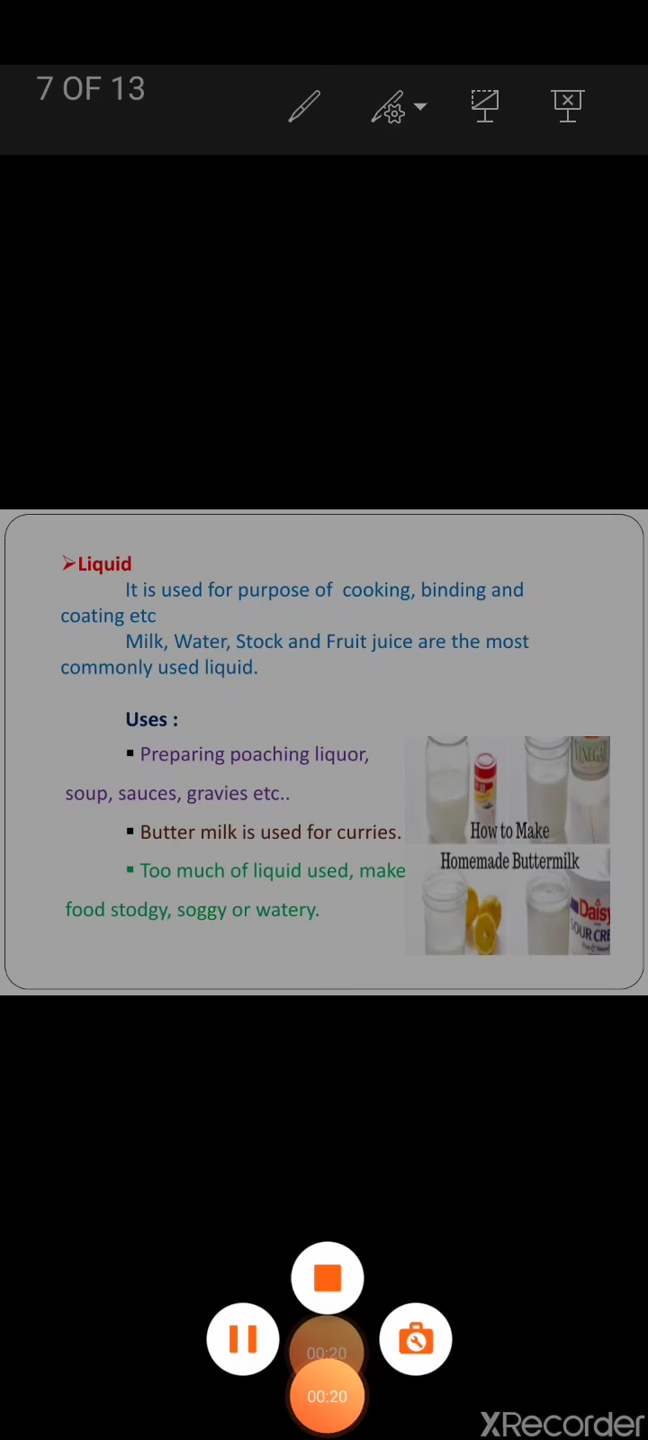 7 OF 13
➢Liquid
It is used for purpose of cooking, binding and
coating etc
Milk, Water, Stock and Fruit juice are the most
commonly used liquid.
Uses :
▪ Preparing poaching liquor,
soup, sauces, gravies etc..
▪ Butter milk is used for curries.
▪ Too much of liquid used, make
food stodgy, soggy or watery.
VINEGAR
How to Make
Homemade Buttermilk
Daisy
SOUR CRE
00:20
00:20
XRecorder